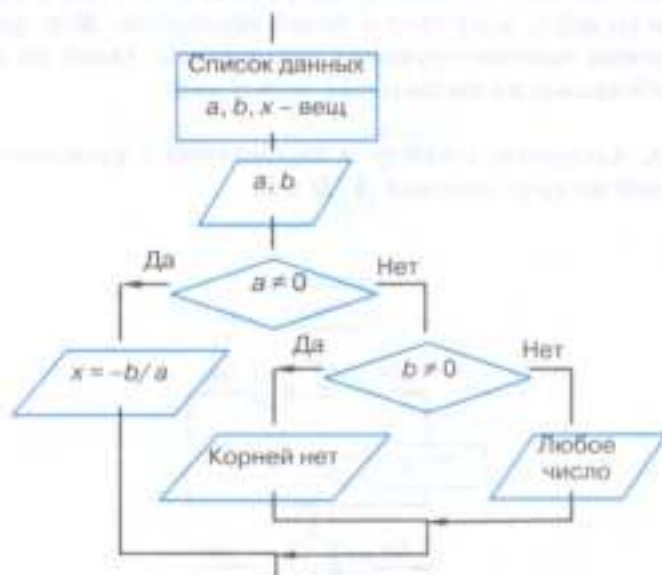 Список данных
a, b, x – вещ
a, b
Да
Нет
a ≠ 0
Да
Нет
x = –b/a
b ≠ 0
Корней нет
Любое
число